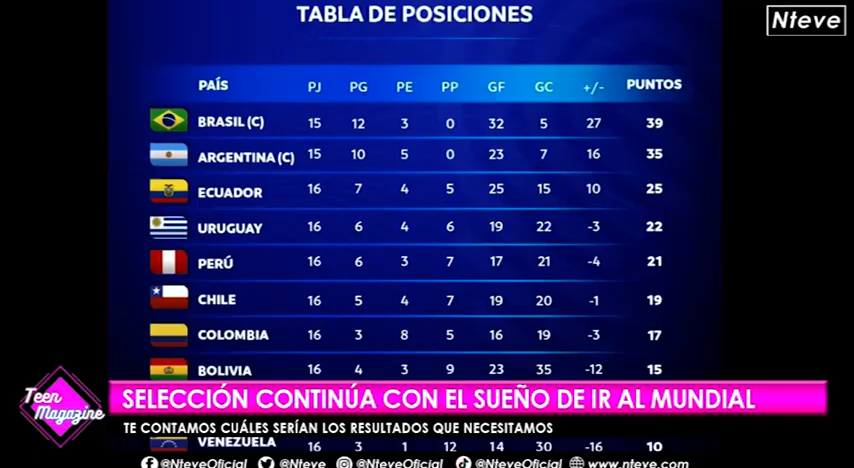 TABLA DE POSICIONES
Nteve
PAÍS PJ PG PE PP GF GC +/- PUNTOS
BRASIL (C) 15 12 3 0 32 5 27 39
ARGENTINA (C) 15 10 5 0 23 7 16 35
ECUADOR 16 7 4 5 25 15 10 25
URUGUAY 16 6 4 6 19 22 -3 22
PERÚ 16 6 3 7 17 21 -4 21
CHILE 16 5 4 7 19 20 -1 19
COLOMBIA 16 3 8 5 16 19 -3 17
BOLIVIA 16 4 3 9 23 35 -12 15
Teen
Magazine
SELECCIÓN CONTINÚA CON EL SUEÑO DE IR AL MUNDIAL
TE CONTAMOS CUÁLES SERÍAN LOS RESULTADOS QUE NECESITAMOS
VENEZUELA 16 3 1 12 14 30 -16 10
@NteveOficial @Nteve @NteveOficial @NteveOficial www.nteve.com